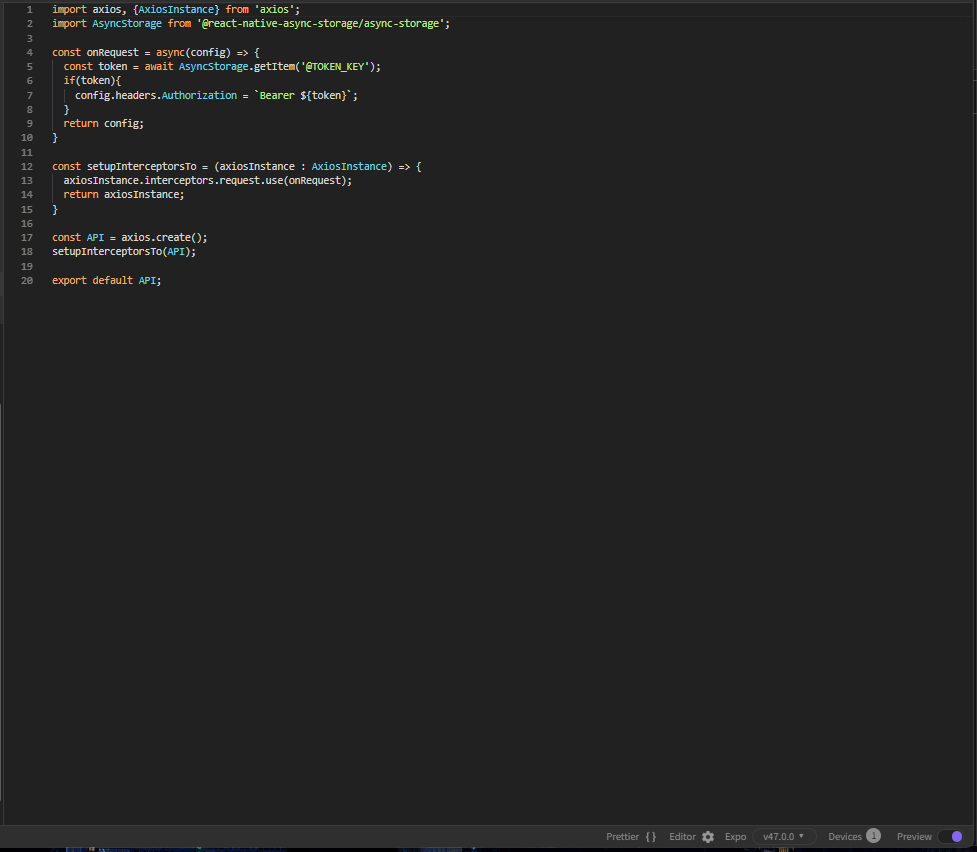 1 import axios, {AxiosInstance} from 'axios';
2 import AsyncStorage from '@react-native-async-storage/async-storage';
3
4 const onRequest = async(config) => {
5   const token = await AsyncStorage.getItem('@TOKEN_KEY');
6   if(token){
7     config.headers.Authorization = `Bearer ${token}`;
8   }
9   return config;
10 }
11
12 const setupInterceptorsTo = (axiosInstance : AxiosInstance) => {
13   axiosInstance.interceptors.request.use(onRequest);
14   return axiosInstance;
15 }
16
17 const API = axios.create();
18 setupInterceptorsTo(API);
19
20 export default API;
Prettier {} Editor Expo v47.0.0 Devices 1 Preview